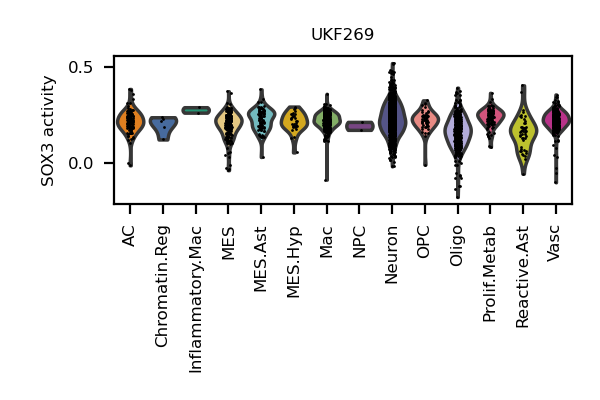 UKF269
SOX3 activity
0.5
0.0
AC
Chromatin.Reg
Inflammatory.Mac
MES
MES.Ast
MES.Hyp
Mac
NPC
Neuron
OPC
Oligo
Prolif.Metab
Reactive.Ast
Vasc